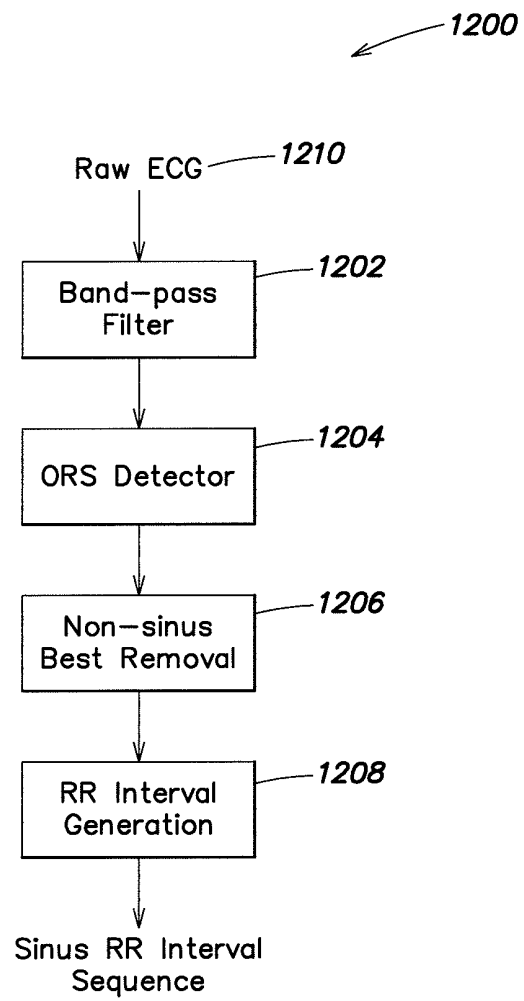 1200
Raw ECG
1210
Band-pass
Filter
1202
ORS Detector
1204
Non-sinus
Best Removal
1206
RR Interval
Generation
1208
Sinus RR Interval
Sequence